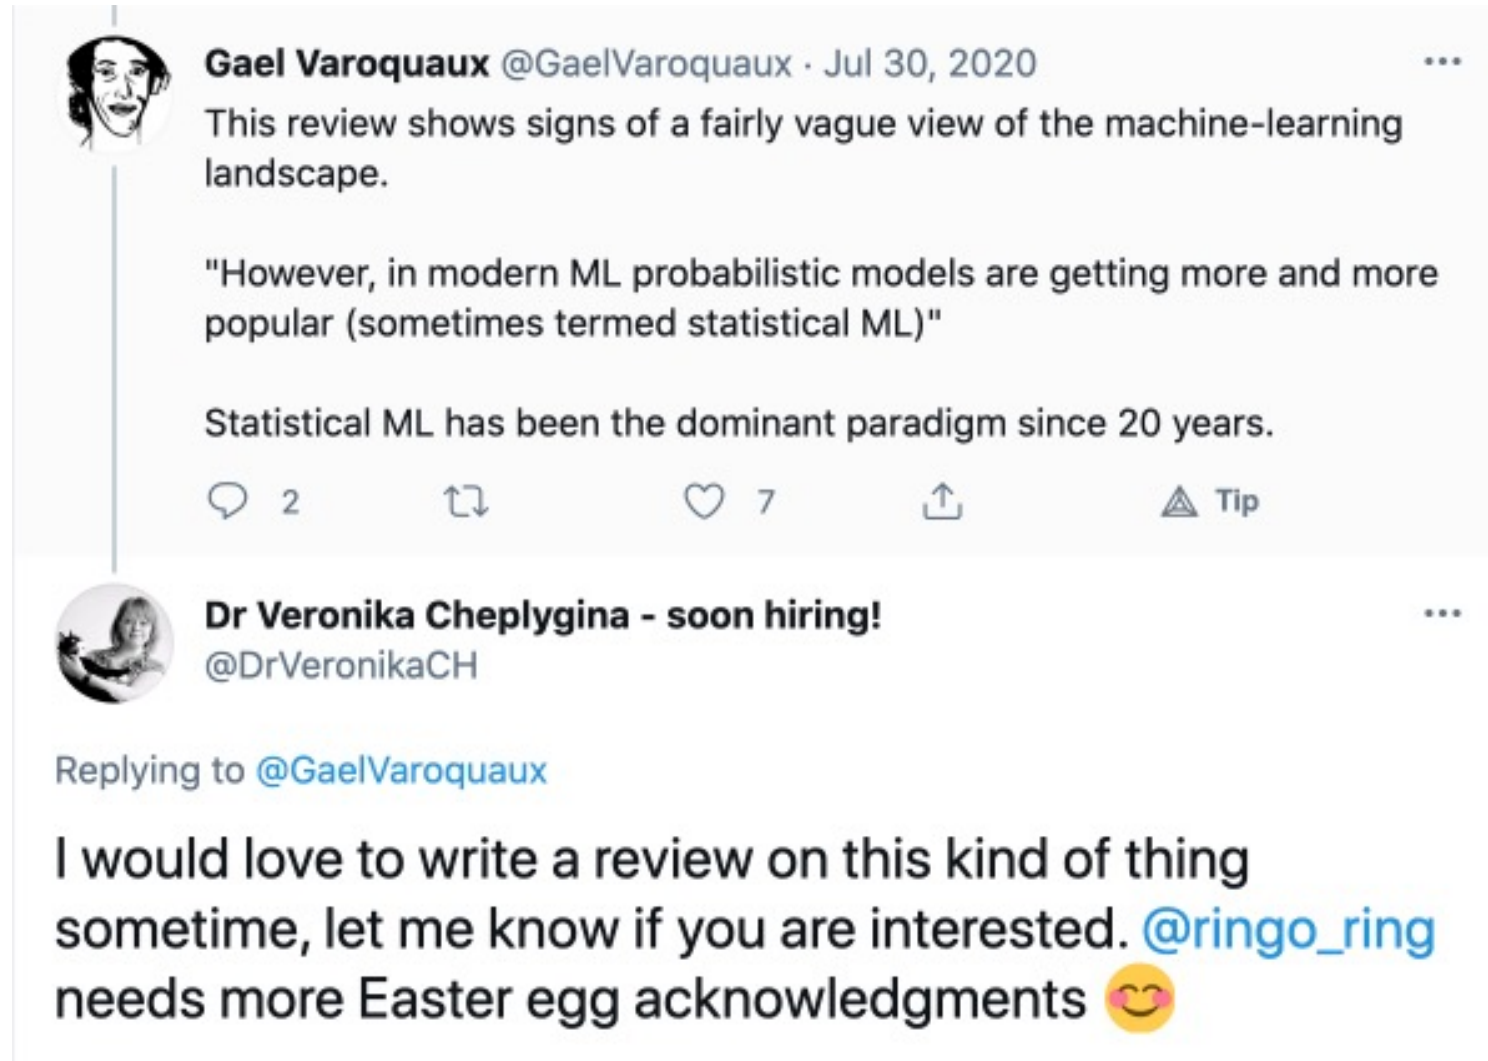 Gael Varoquaux @GaelVaroquaux · Jul 30, 2020
This review shows signs of a fairly vague view of the machine-learning
landscape.
"However, in modern ML probabilistic models are getting more and more
popular (sometimes termed statistical ML)"
Statistical ML has been the dominant paradigm since 20 years.
2 7 Tip
Dr Veronika Cheplygina - soon hiring!
@DrVeronikaCH
Replying to @GaelVaroquaux
I would love to write a review on this kind of thing
sometime, let me know if you are interested. @ringo_ring
needs more Easter egg acknowledgments 😊